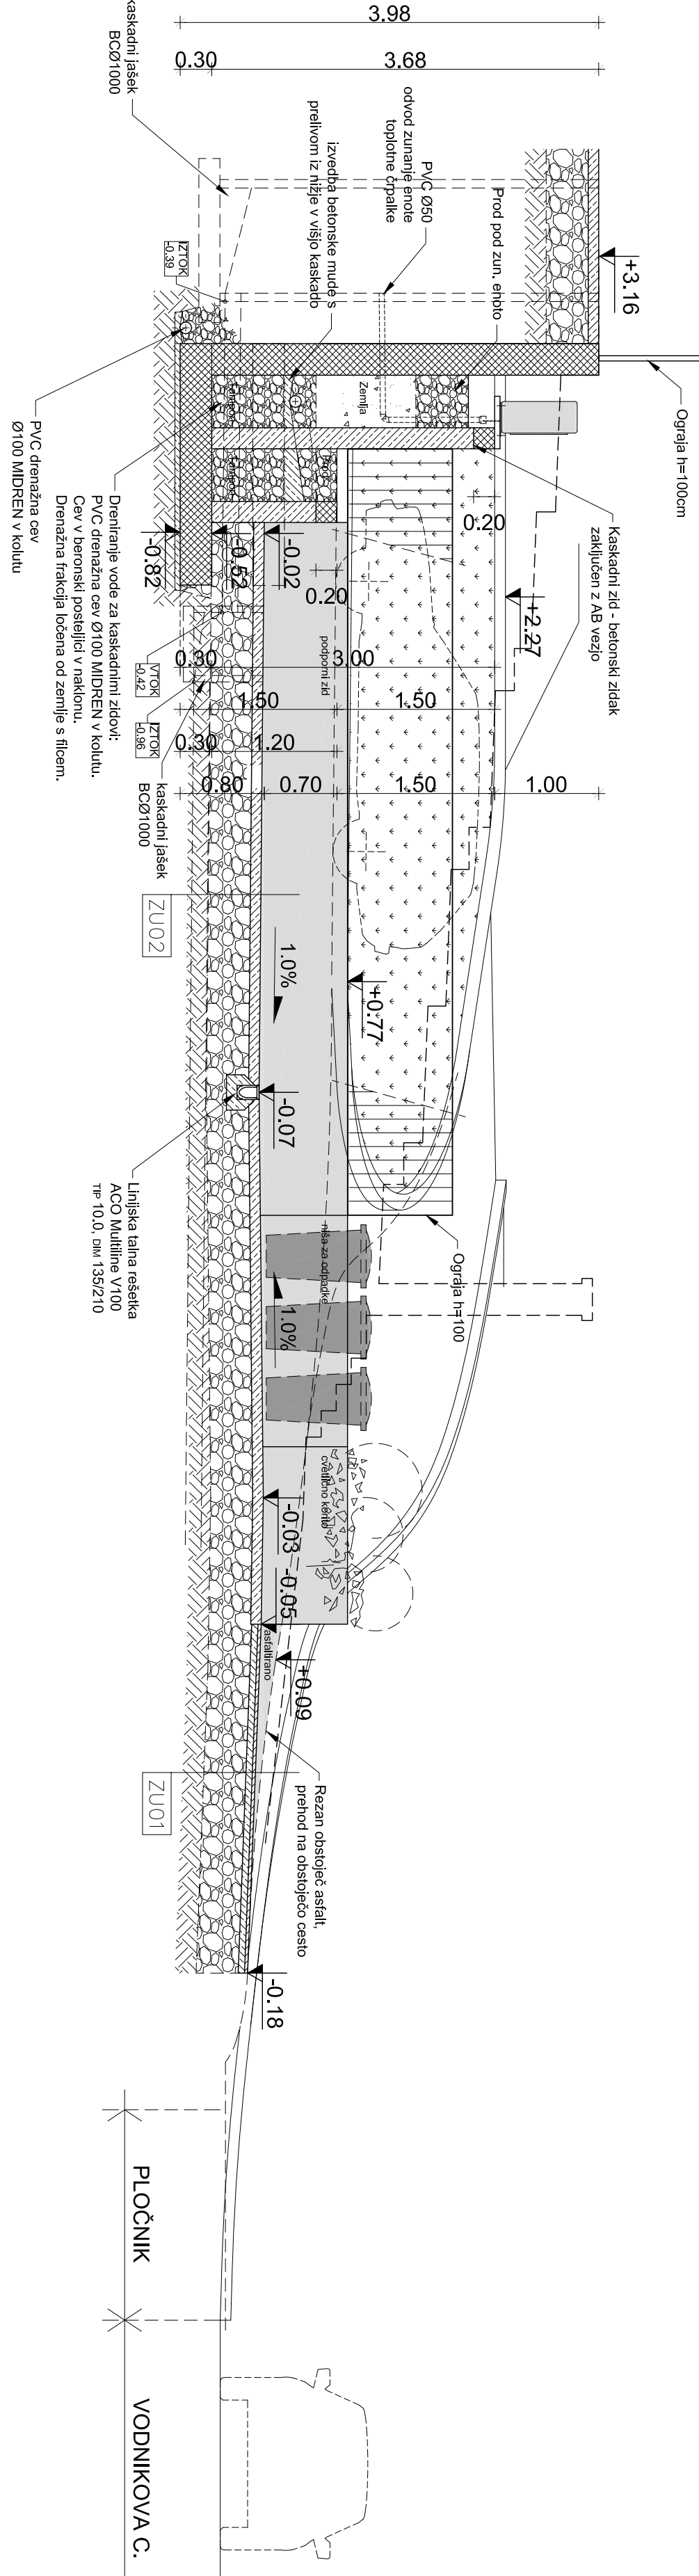 3.98
0.30
3.68
kaskadni jašek
BCØ1000
PVC Ø50
odvod zunanje enote
toplotne črpalke
izvedba betonske mude s
prelivom iz nižje v višjo kaskado
Prod pod zun. enoto
+3.16
Ograja h=100cm
Kaskadni zid - betonski zidak
zaključen z AB vezjo
IZTOK
-0.39
Zemlja
PVC drenažna cev
Ø100 MIDREN v kolutu
Dreniranje vode za kaskadnimi zidovi:
PVC drenažna cev Ø100 MIDREN v kolutu.
Cev v beronski posteljici v naklonu.
Drenažna frakcija ločena od zemlje s filcem.
-0.82
-0.52
-0.02
0.20
0.20
+2.27
podporni zid
0.30
3.00
VTOK
-0.42
1.50
1.50
0.30
1.20
IZTOK
-0.96
0.80
0.70
1.50
1.00
kaskadni jašek
BCØ1000
ZU02
1.0%
+0.77
-0.07
Linijska talna rešetka
ACO Multiline V100
TIP 10.0, DIM 135/210
niša za odpadke
1.0%
Ograja h=100
cvetlično korito
-0.03
-0.05
asfaltirano
+0.09
ZU01
Rezan obstoječ asfalt,
prehod na obstoječo cesto
-0.18
PLOČNIK
VODNIKOVA C.